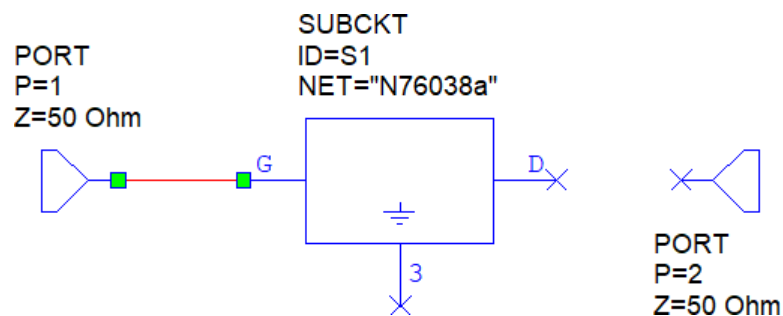 SUBCKT
ID=S1
NET="N76038a"
PORT
P=1
Z=50 Ohm
G
D
3
PORT
P=2
Z=50 Ohm